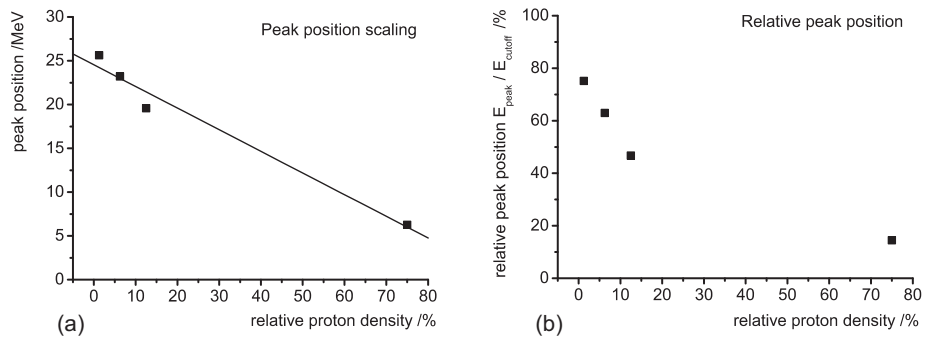 Peak position scaling
peak position /MeV
30
25
20
15
10
5
0
0 10 20 30 40 50 60 70 80
relative proton density /%
(a)
Relative peak position
relative peak position E_peak / E_cutoff /%
100
80
60
40
20
0
0 10 20 30 40 50 60 70 80
relative proton density /%
(b)